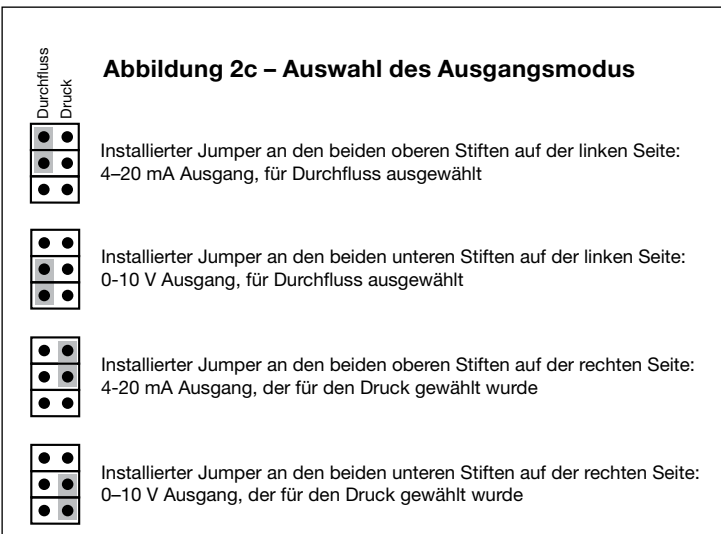 Durchfluss
Druck
Abbildung 2c – Auswahl des Ausgangsmodus
Installierter Jumper an den beiden oberen Stiften auf der linken Seite:
4–20 mA Ausgang, für Durchfluss ausgewählt
Installierter Jumper an den beiden unteren Stiften auf der linken Seite:
0-10 V Ausgang, für Durchfluss ausgewählt
Installierter Jumper an den beiden oberen Stiften auf der rechten Seite:
4-20 mA Ausgang, der für den Druck gewählt wurde
Installierter Jumper an den beiden unteren Stiften auf der rechten Seite:
0–10 V Ausgang, der für den Druck gewählt wurde